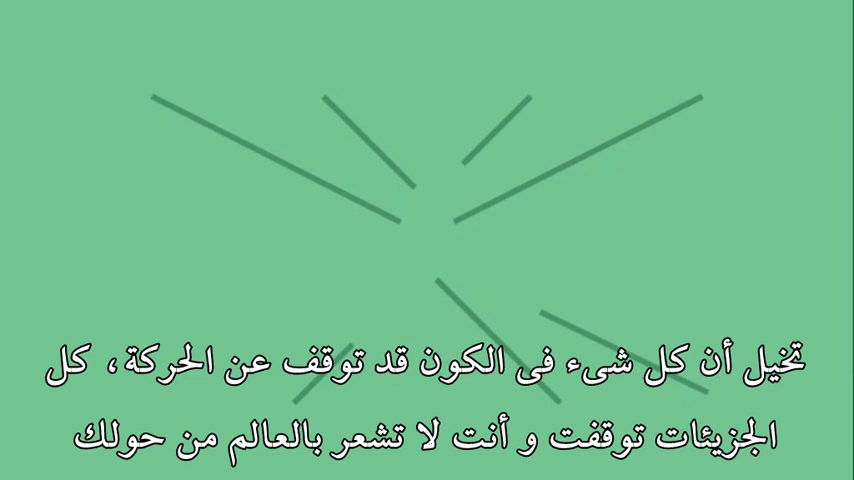 تخيل أن كل شىء فى الكون قد توقف عن الحركة، كل
الجزيئات توقفت و أنت لا تشعر بالعالم من حولك